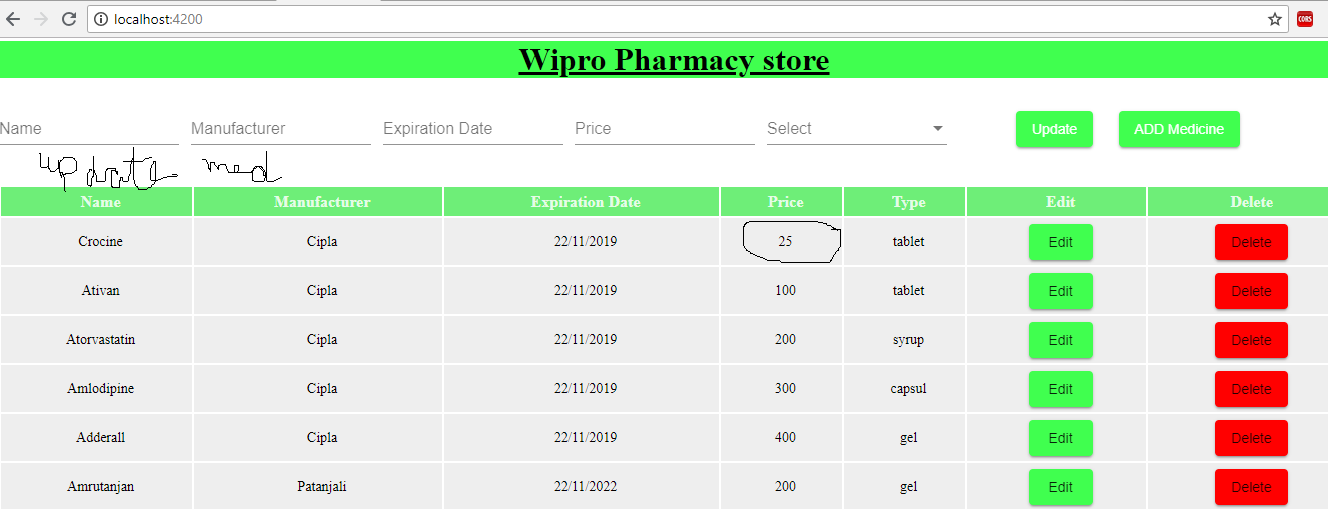 localhost:4200
CORS
Wipro Pharmacy store
Name Manufacturer Expiration Date Price Select Update ADD Medicine
update med
Name Manufacturer Expiration Date Price Type Edit Delete
Crocine Cipla 22/11/2019 25 tablet Edit Delete
Ativan Cipla 22/11/2019 100 tablet Edit Delete
Atorvastatin Cipla 22/11/2019 200 syrup Edit Delete
Amlodipine Cipla 22/11/2019 300 capsul Edit Delete
Adderall Cipla 22/11/2019 400 gel Edit Delete
Amrutanjan Patanjali 22/11/2022 200 gel Edit Delete